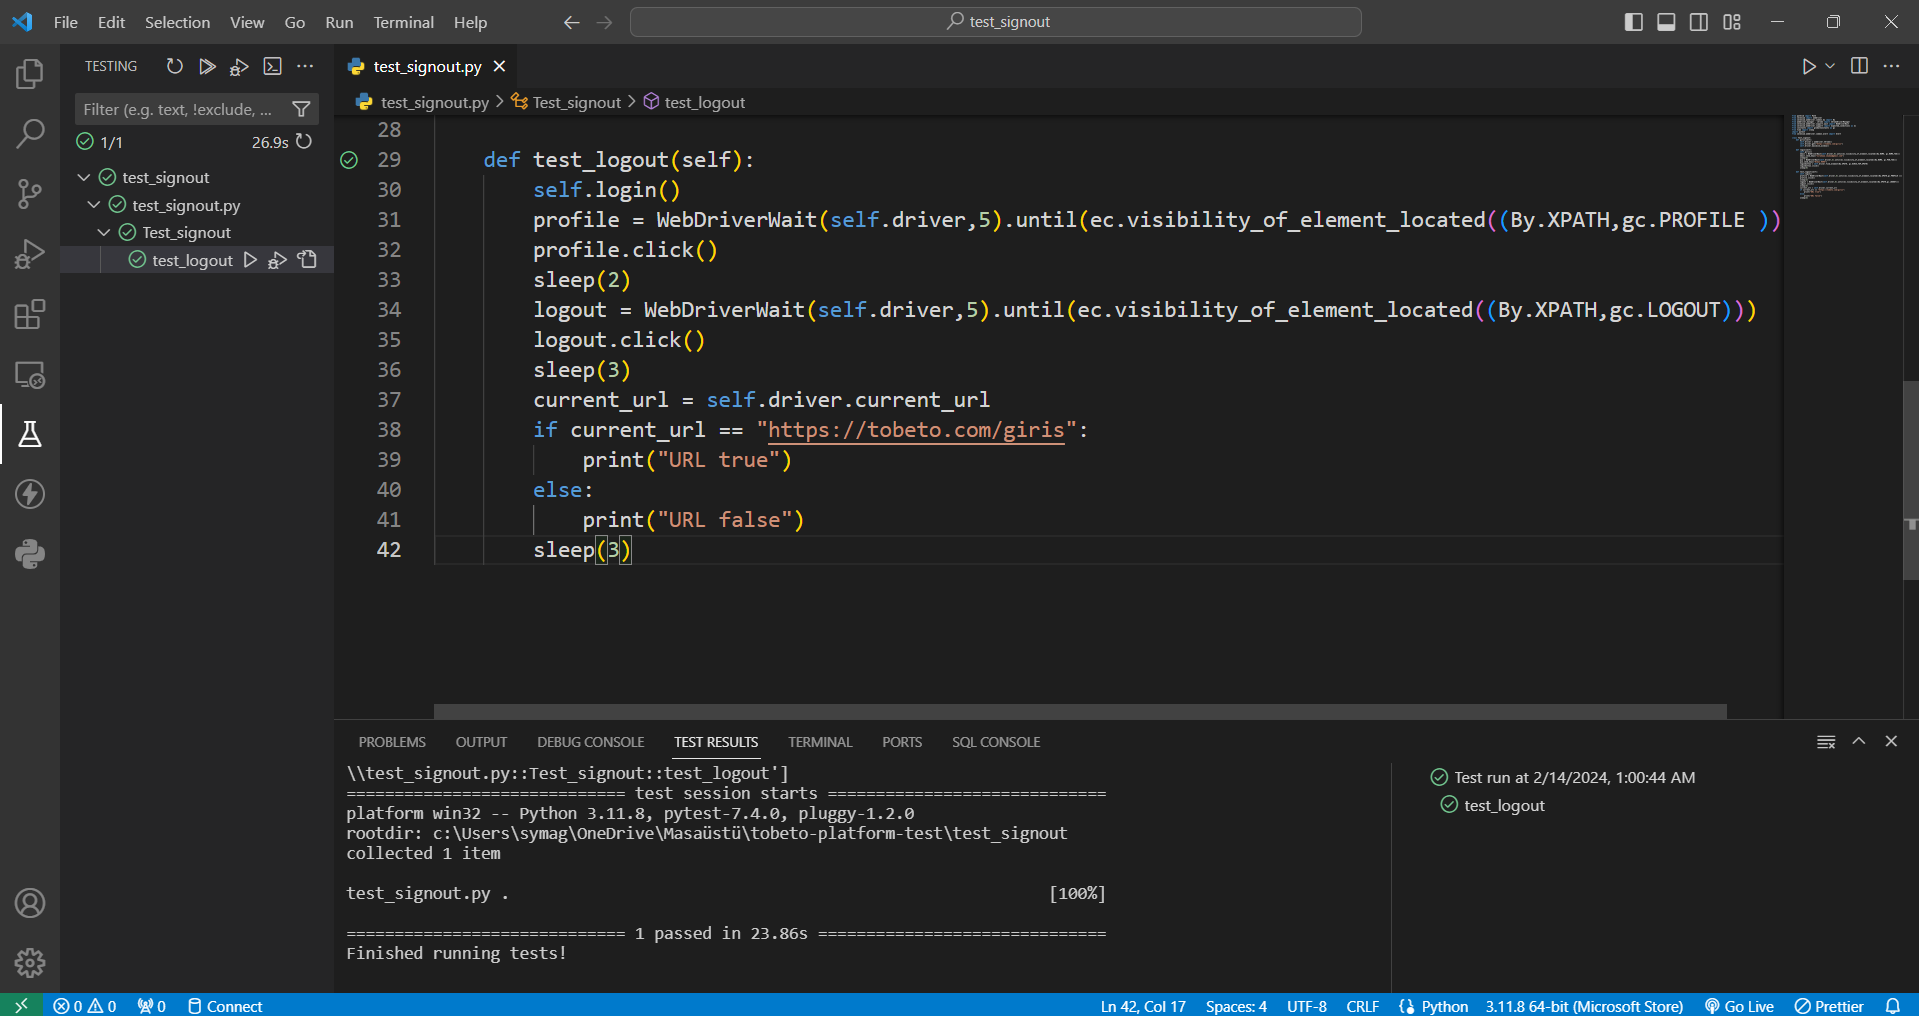 File Edit Selection View Go Run Terminal Help
test_signout
TESTING
Filter (e.g. text, !exclude, ...
1/1 26.9s
test_signout
test_signout.py
Test_signout
test_logout
test_signout.py
test_signout.py > Test_signout > test_logout
28
29 def test_logout(self):
30 self.login()
31 profile = WebDriverWait(self.driver,5).until(ec.visibility_of_element_located((By.XPATH,gc.PROFILE ))
32 profile.click()
33 sleep(2)
34 logout = WebDriverWait(self.driver,5).until(ec.visibility_of_element_located((By.XPATH,gc.LOGOUT)))
35 logout.click()
36 sleep(3)
37 current_url = self.driver.current_url
38 if current_url == "https://tobeto.com/giris":
39 print("URL true")
40 else:
41 print("URL false")
42 sleep(3)
PROBLEMS OUTPUT DEBUG CONSOLE TEST RESULTS TERMINAL PORTS SQL CONSOLE
\\test_signout.py::Test_signout::test_logout']
============================= test session starts =============================
platform win32 -- Python 3.11.8, pytest-7.4.0, pluggy-1.2.0
rootdir: c:\Users\symag\OneDrive\Masaüstü\tobeto-platform-test\test_signout
collected 1 item
test_signout.py . [100%]
============================= 1 passed in 23.86s ==============================
Finished running tests!
Test run at 2/14/2024, 1:00:44 AM
test_logout
0 0 0 Connect Ln 42, Col 17 Spaces: 4 UTF-8 CRLF Python 3.11.8 64-bit (Microsoft Store) Go Live Prettier